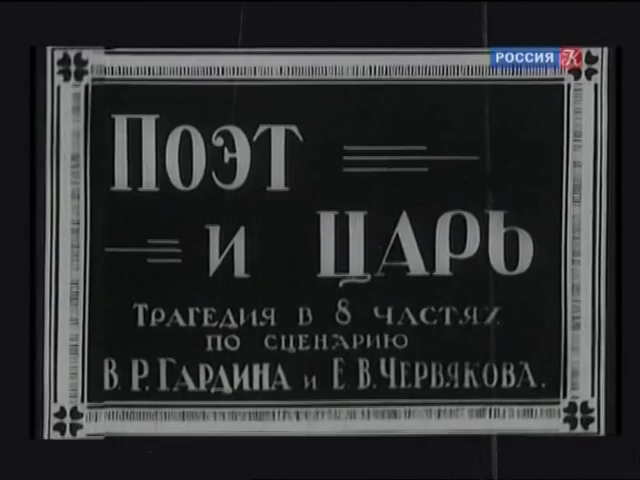 РОССИЯ К
ПОЭТ
И ЦАРЬ
ТРАГЕДИЯ В 8 ЧАСТЯХ
ПО СЦЕНАРИЮ
В. Р. ГАРДИНА и Е. В. ЧЕРВЯКОВА.